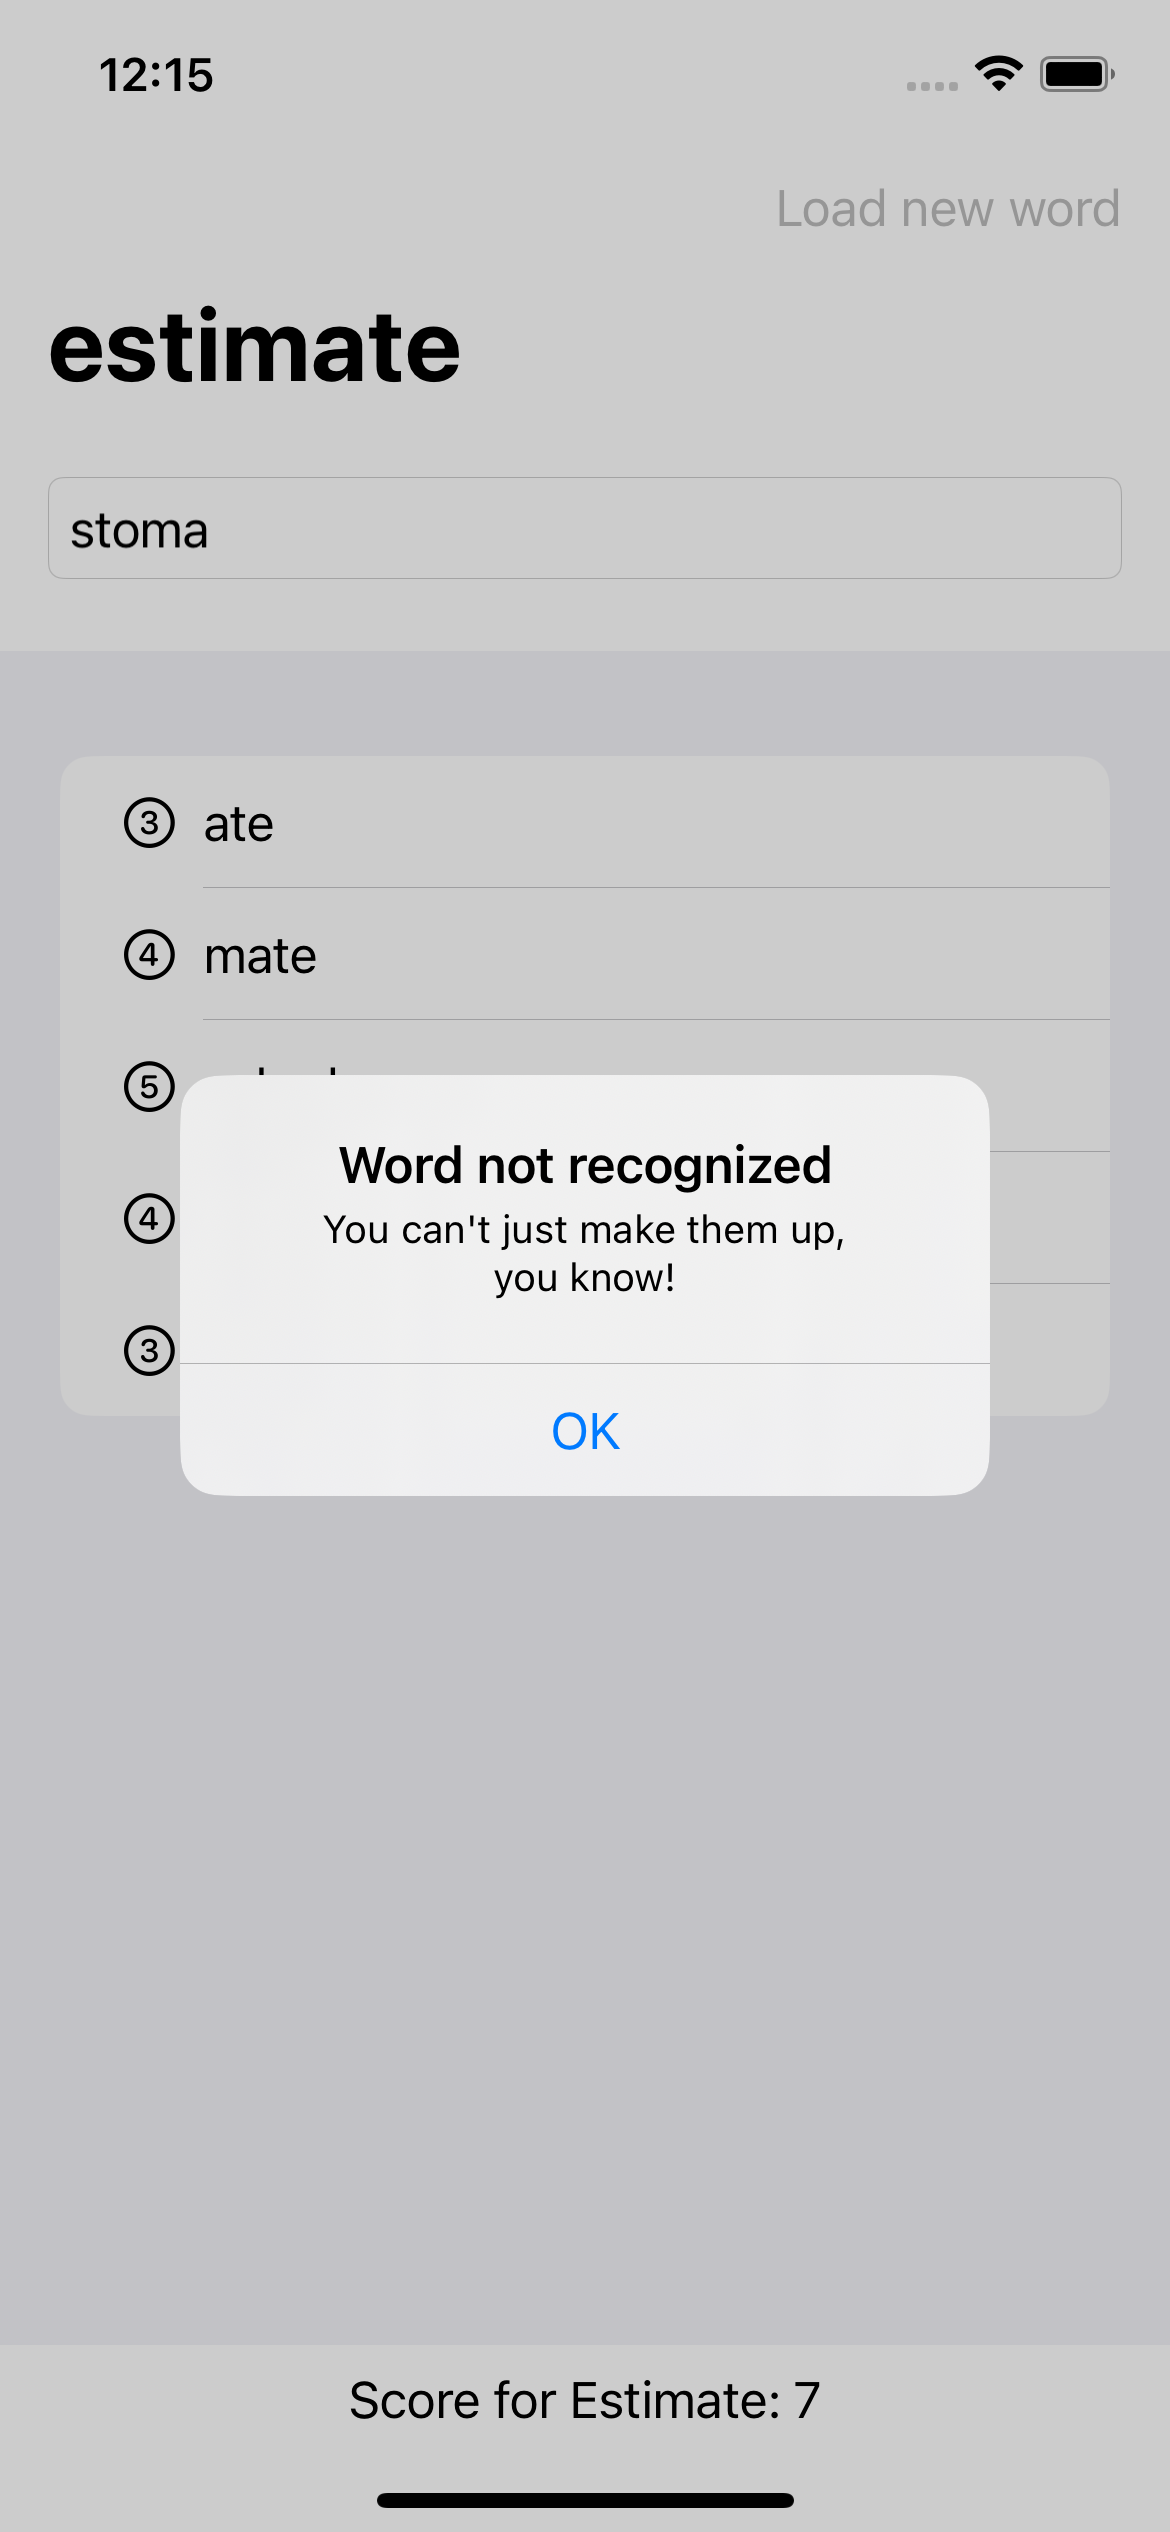 12:15
Load new word
estimate
stoma
3 ate
4 mate
5
4
3
Word not recognized
You can't just make them up,
you know!
OK
Score for Estimate: 7